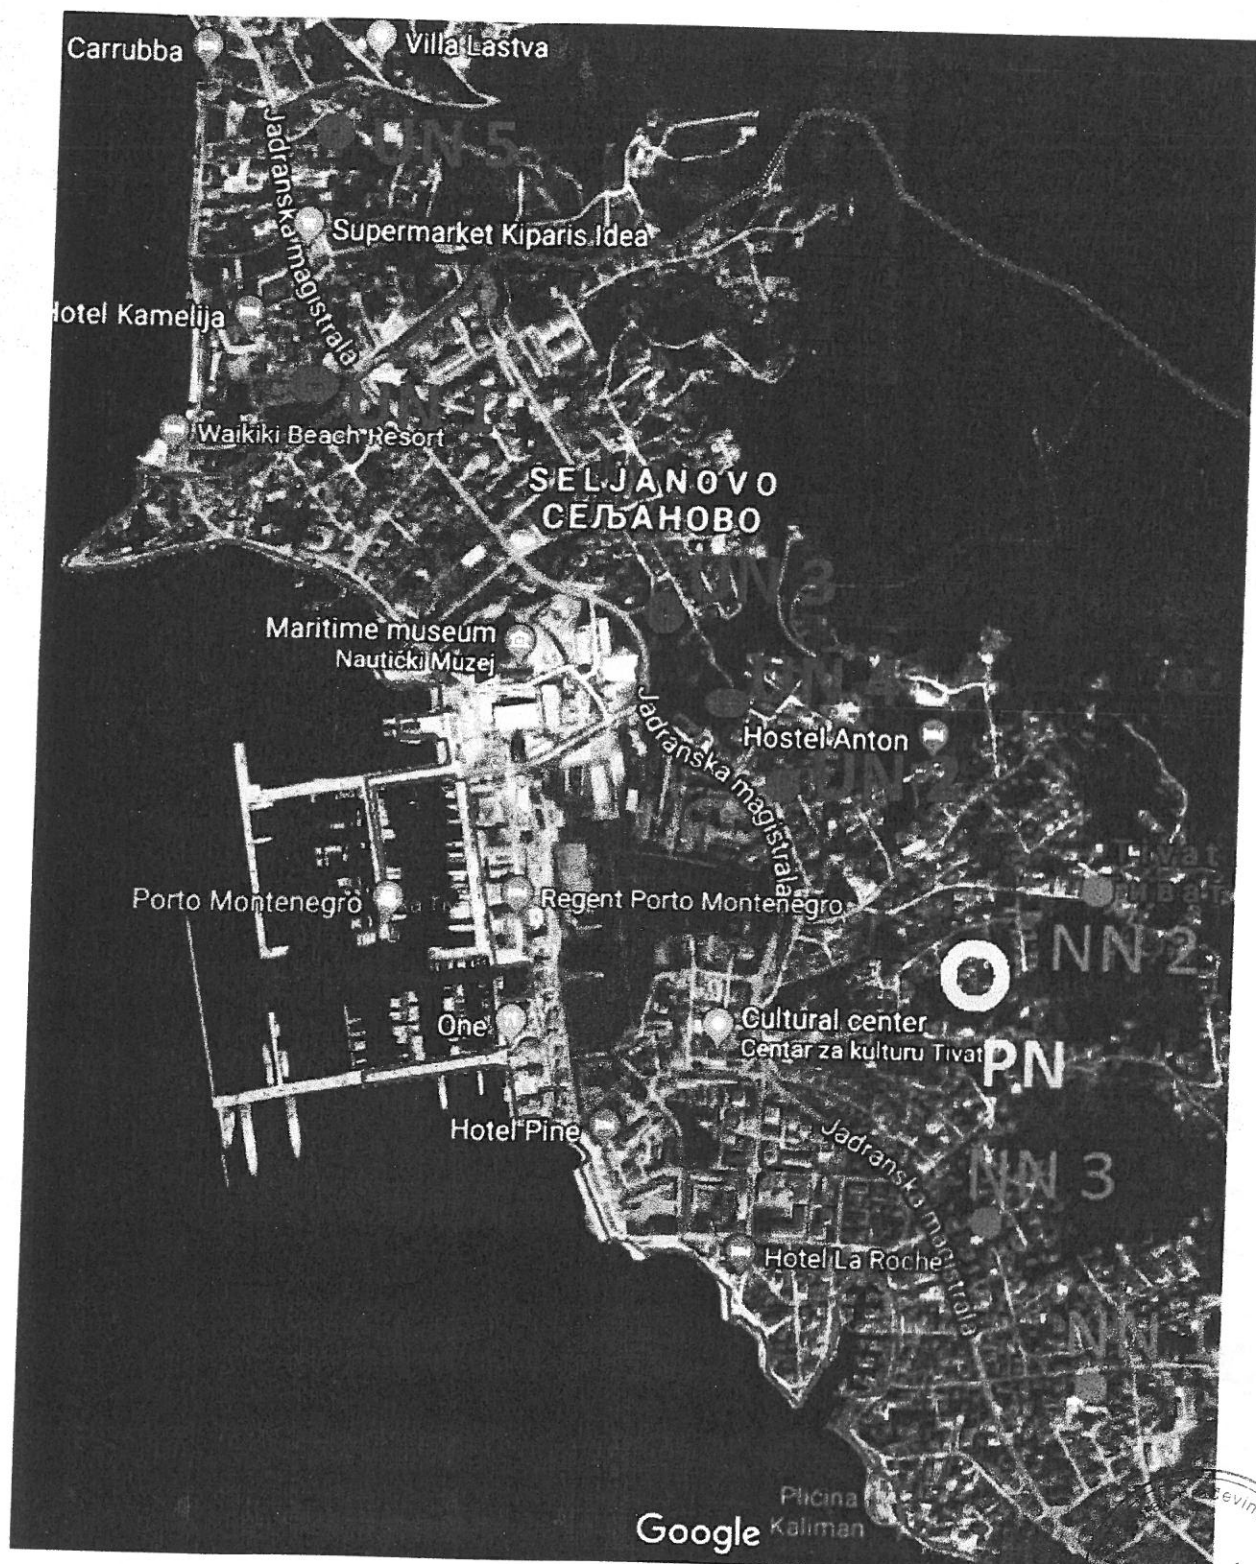 Carrubba
Villa Lastva
UN 5
Jadranska magistrala
Supermarket Kiparis Idea
Hotel Kamelija
UN 1
Waikiki Beach Resort
SELJANOVO
СЕЉАНОВО
UN 3
Maritime museum
Nautički Muzej
UN 4
Jadranska magistrala
Hostel Anton
UN 2
Tivat
Тиват
Porto Montenegro
Regent Porto Montenegro
NN 2
One
Cultural center
Centar za kulturu Tivat
PN
Hotel Pine
Jadranska magistrala
NN 3
Hotel La Roche
NN 1
Plićina
Kaliman
Google